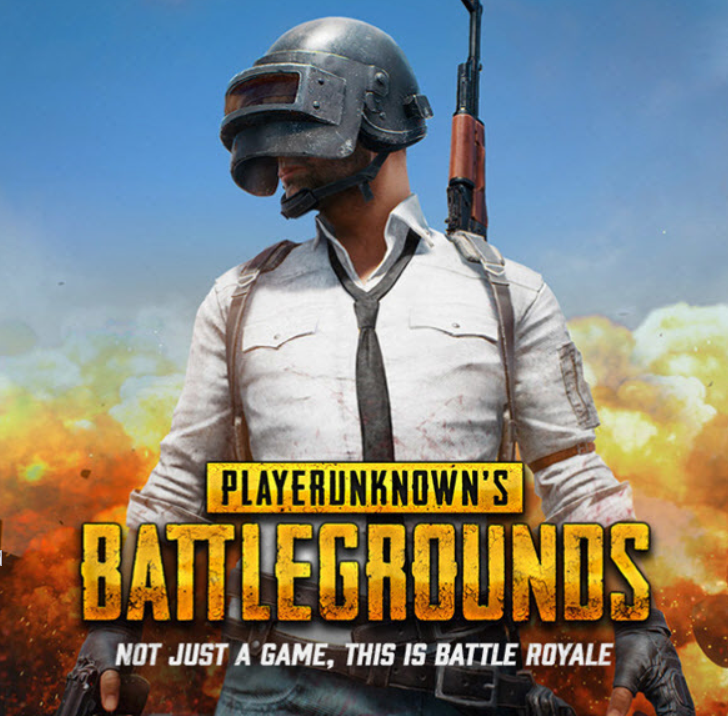 PLAYERUNKNOWN'S
BATTLEGROUNDS
NOT JUST A GAME, THIS IS BATTLE ROYALE